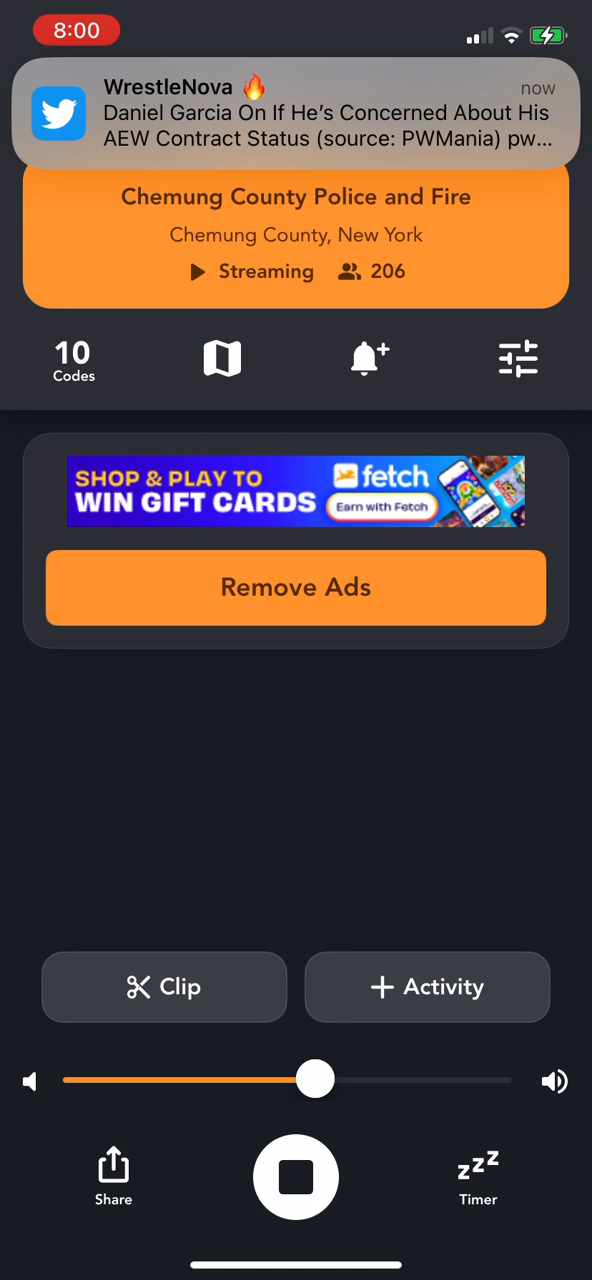 8:00
WrestleNova 🔥
now
Daniel Garcia On If He's Concerned About His
AEW Contract Status (source: PWMania) pw...
Chemung County Police and Fire
Chemung County, New York
Streaming 206
10
Codes
SHOP & PLAY TO
WIN GIFT CARDS
fetch
Earn with Fetch
Remove Ads
Clip
Activity
Share
zzz
Timer